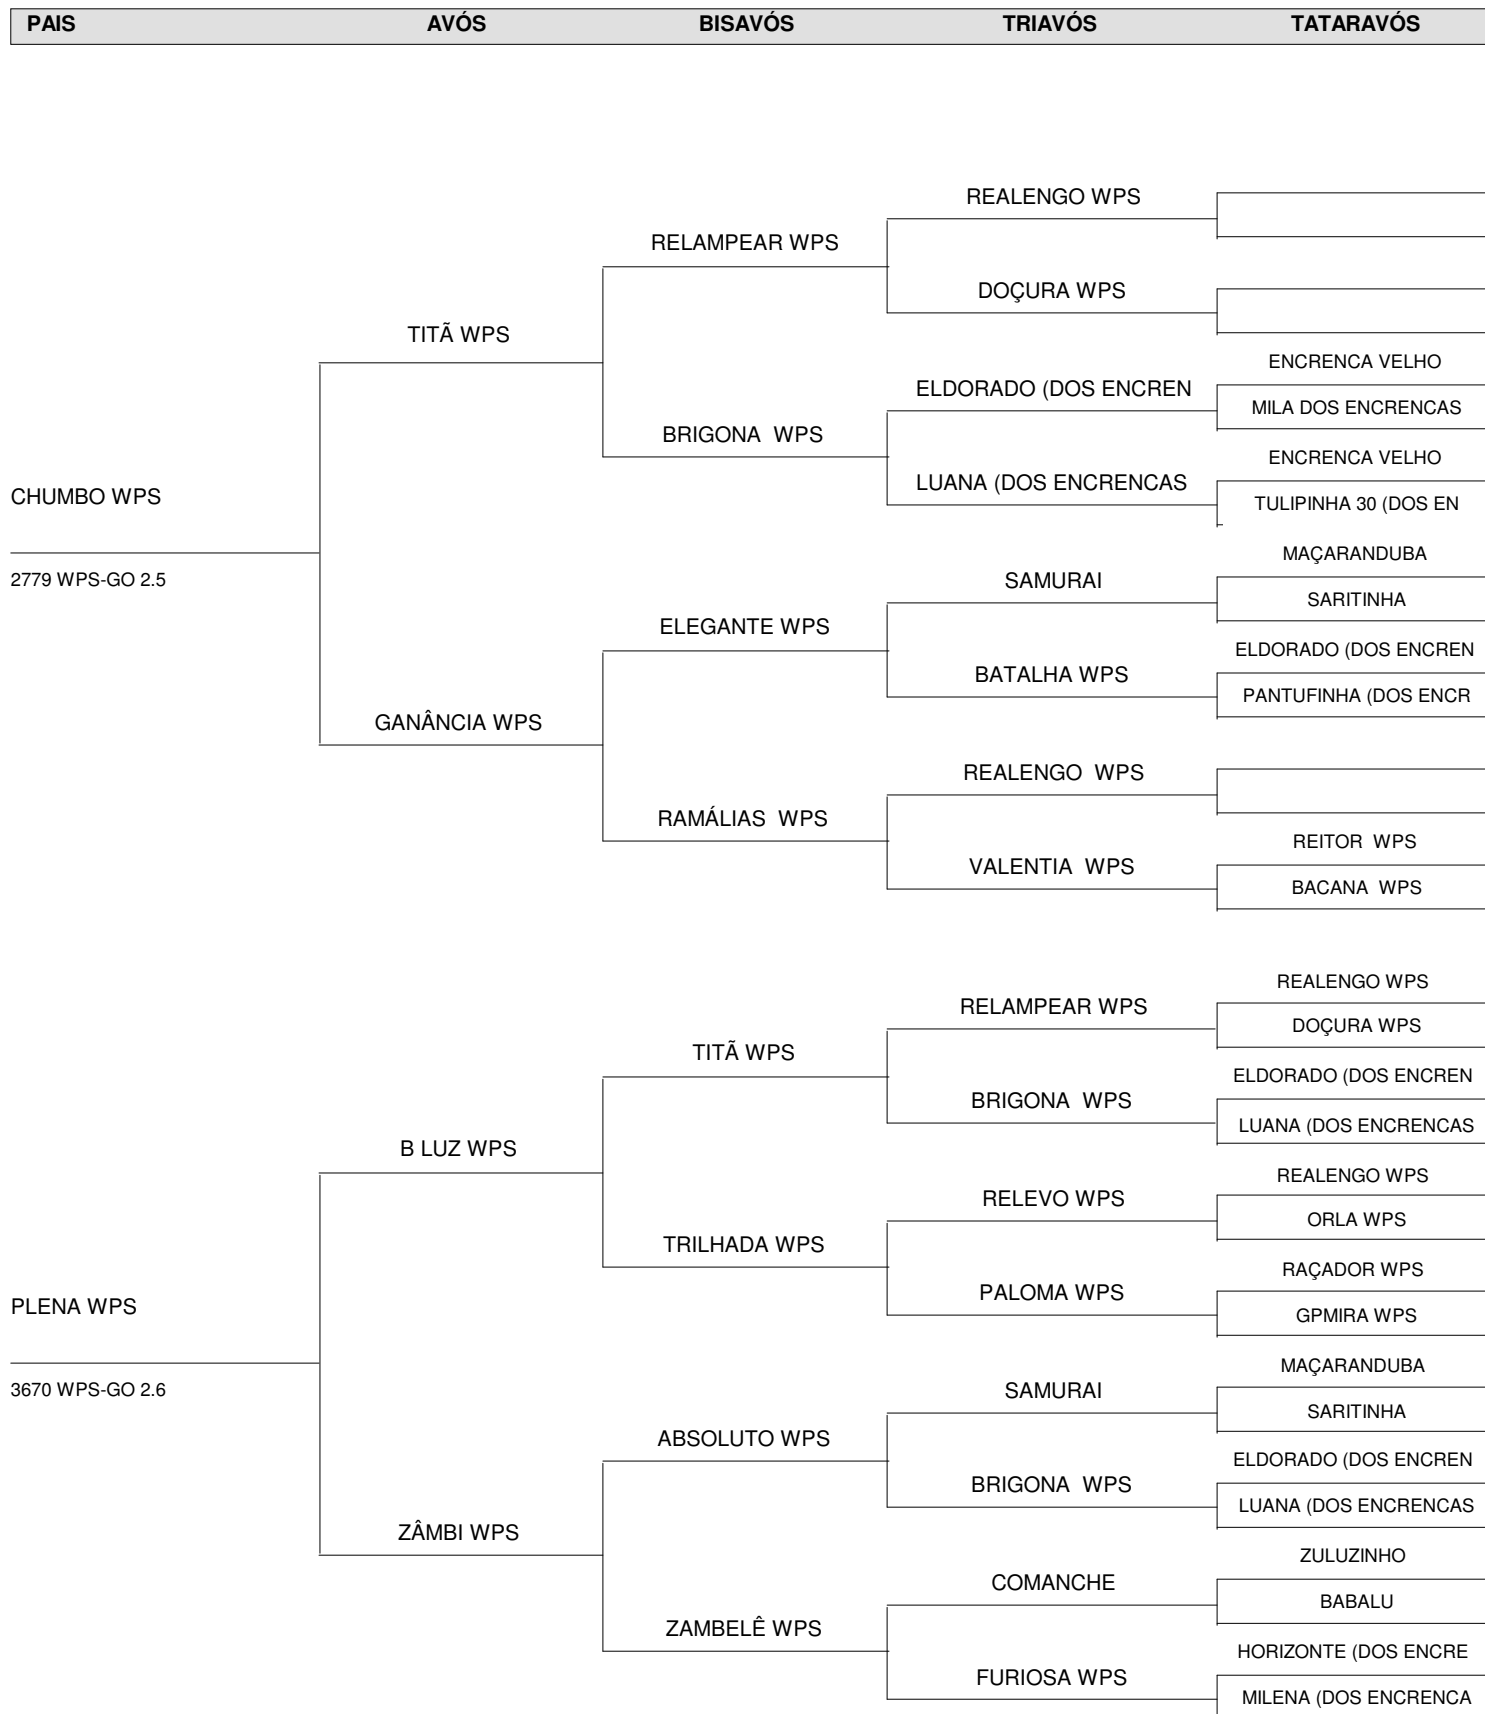 PAIS AVÓS BISAVÓS TRIAVÓS TATARAVÓS
REALENGO WPS
RELAMPEAR WPS
DOÇURA WPS
TITÃ WPS
ENCRENCA VELHO
ELDORADO (DOS ENCREN
MILA DOS ENCRENCAS
BRIGONA WPS
ENCRENCA VELHO
LUANA (DOS ENCRENCAS
CHUMBO WPS
TULIPINHA 30 (DOS EN
MAÇARANDUBA
2779 WPS-GO 2.5
SAMURAI
SARITINHA
ELEGANTE WPS
ELDORADO (DOS ENCREN
BATALHA WPS
PANTUFINHA (DOS ENCR
GANÂNCIA WPS
REALENGO WPS
RAMÁLIAS WPS
REITOR WPS
VALENTIA WPS
BACANA WPS
REALENGO WPS
RELAMPEAR WPS
DOÇURA WPS
TITÃ WPS
ELDORADO (DOS ENCREN
BRIGONA WPS
LUANA (DOS ENCRENCAS
B LUZ WPS
REALENGO WPS
RELEVO WPS
ORLA WPS
TRILHADA WPS
RAÇADOR WPS
PALOMA WPS
PLENA WPS
GPMIRA WPS
MAÇARANDUBA
3670 WPS-GO 2.6
SAMURAI
SARITINHA
ABSOLUTO WPS
ELDORADO (DOS ENCREN
BRIGONA WPS
LUANA (DOS ENCRENCAS
ZÂMBI WPS
ZULUZINHO
COMANCHE
BABALU
ZAMBELÊ WPS
HORIZONTE (DOS ENCRE
FURIOSA WPS
MILENA (DOS ENCRENCA